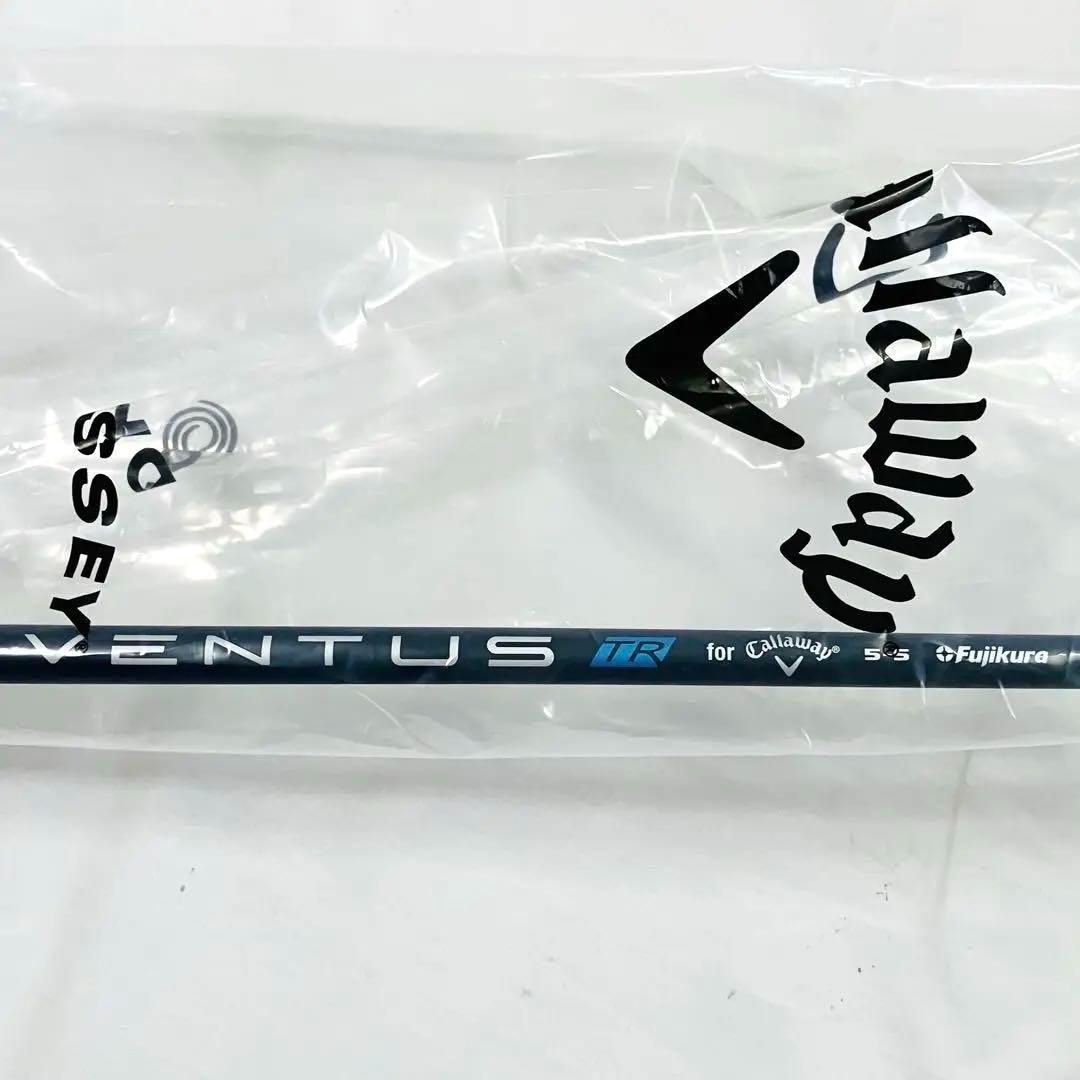 Callaway
ODYSSEY
VENTUS TR for Callaway® 5-S Fujikura